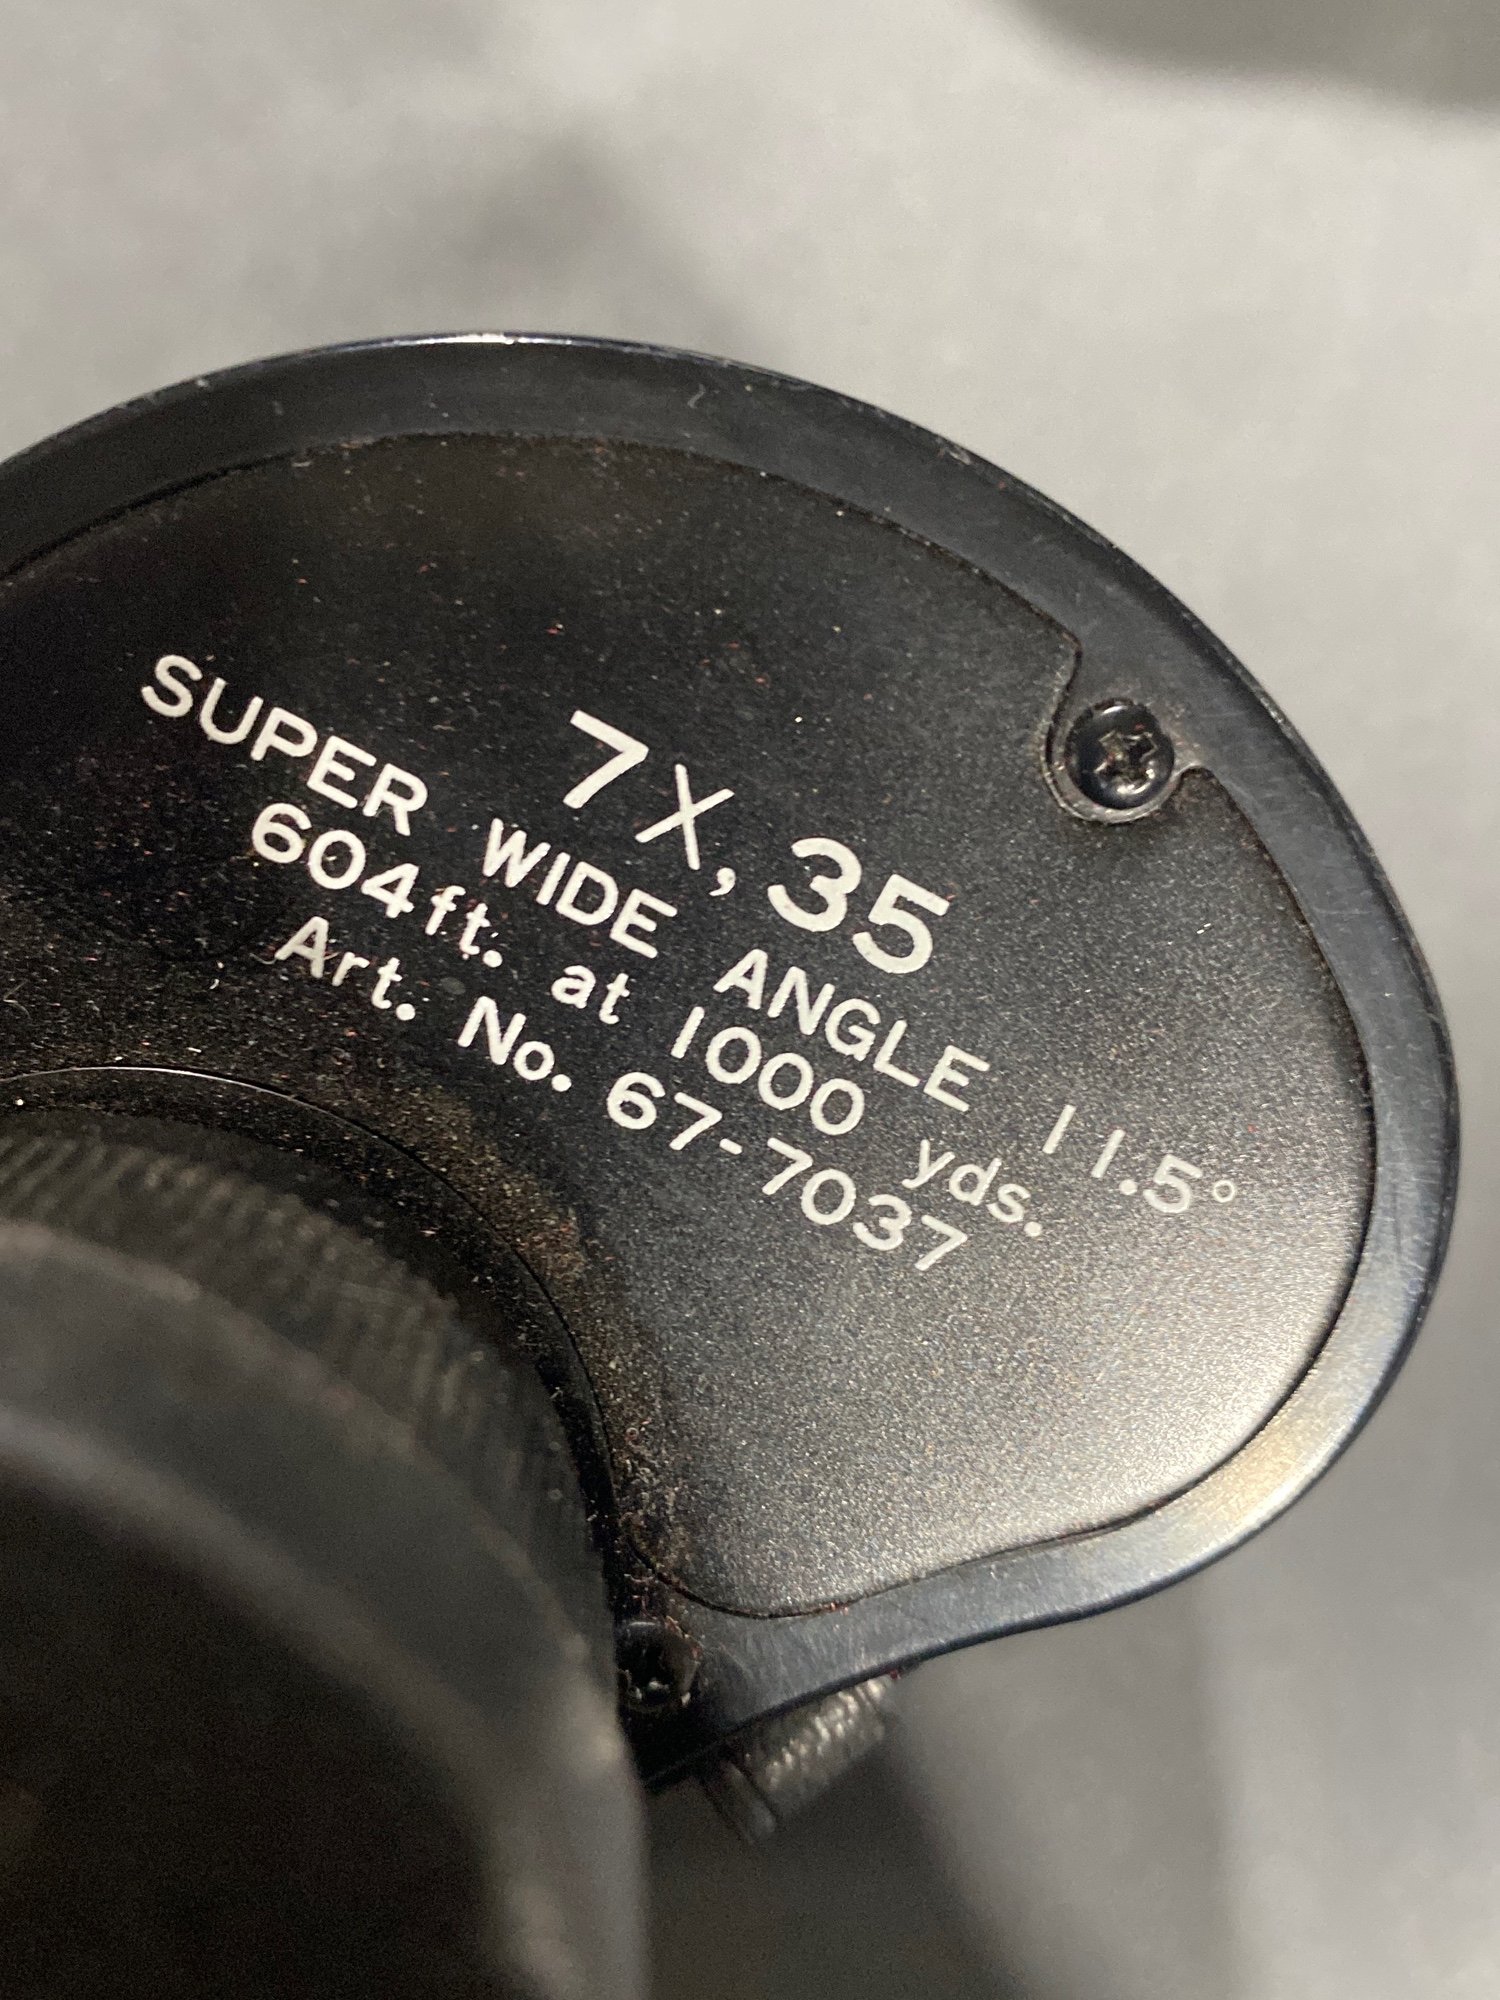 7X, 35
SUPER WIDE ANGLE 11.5°
604ft. at 1000 yds.
Art. No. 67-7037